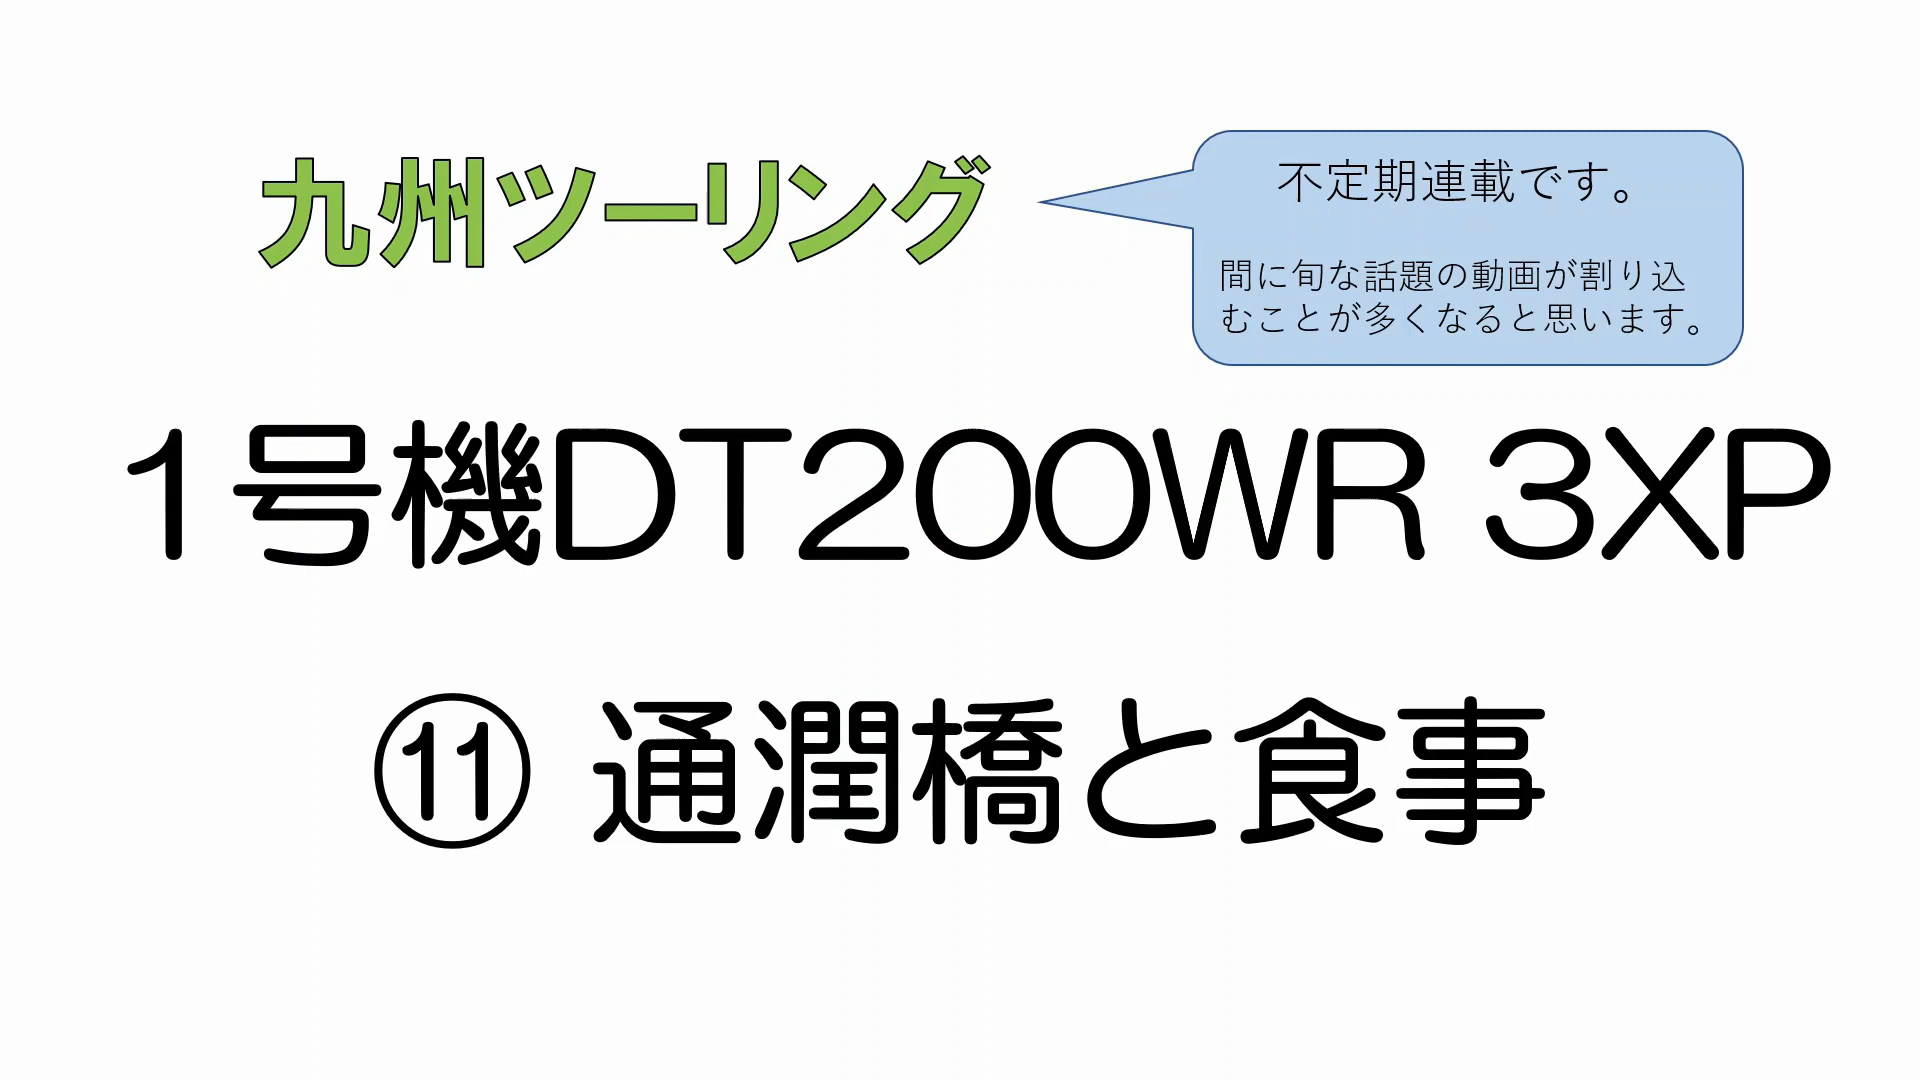 九州ツーリング
不定期連載です。
間に旬な話題の動画が割り込
むことが多くなると思います。
１号機DT200WR 3XP
⑪ 通潤橋と食事